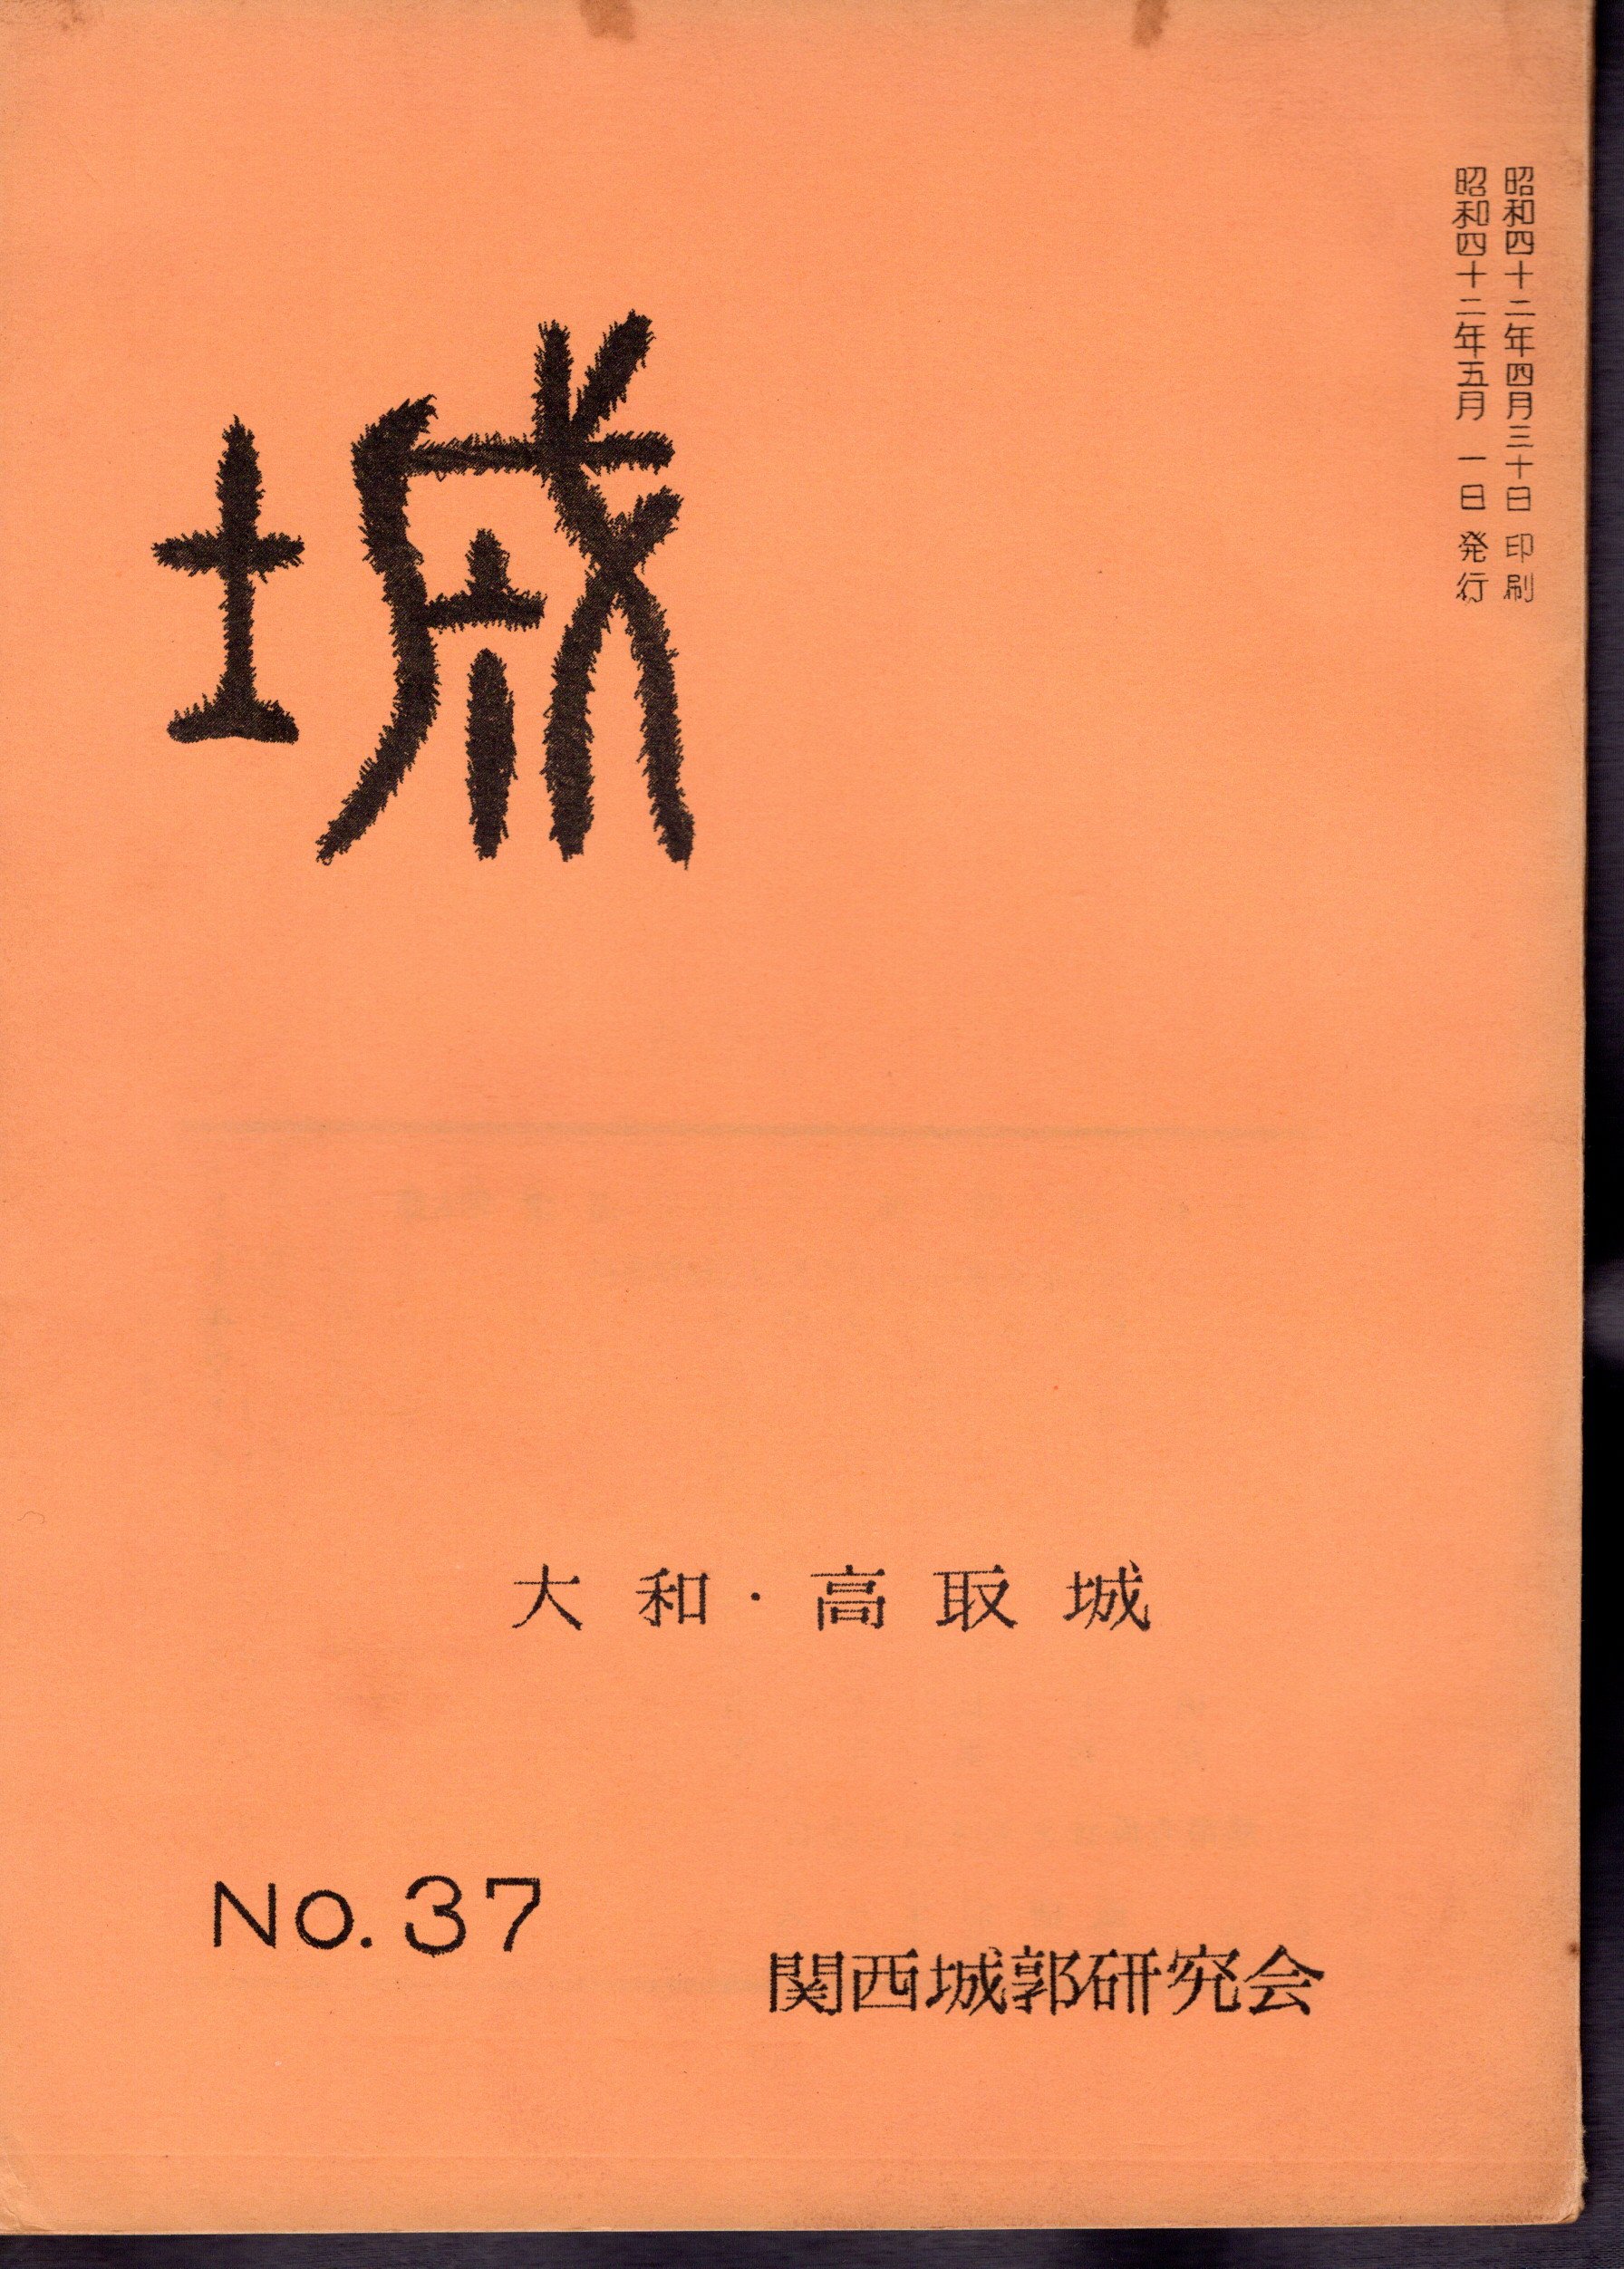 昭和四十二年四月三十日 印刷
昭和四十二年五月 一日 発行
城
大和・高取城
No.37
関西城郭研究会